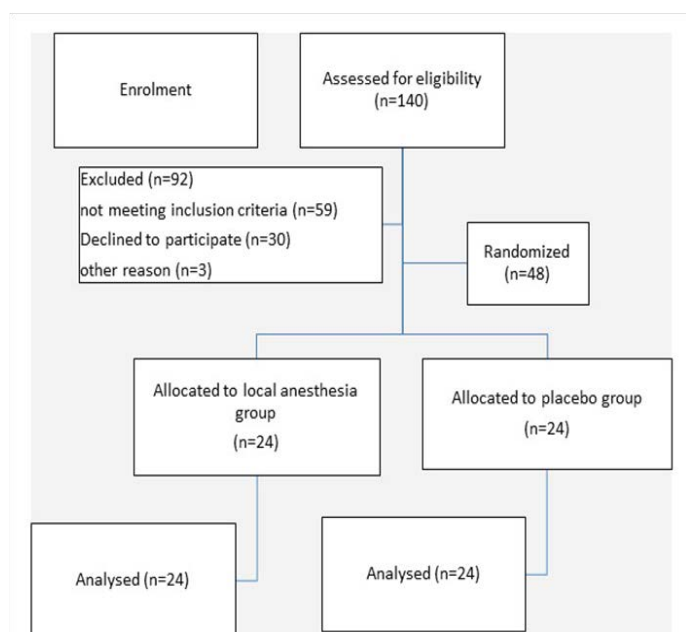 Enrolment
Assessed for eligibility
(n=140)
Excluded (n=92)
not meeting inclusion criteria (n=59)
Declined to participate (n=30)
other reason (n=3)
Randomized
(n=48)
Allocated to local anesthesia
group
(n=24)
Allocated to placebo group
(n=24)
Analysed (n=24)
Analysed (n=24)